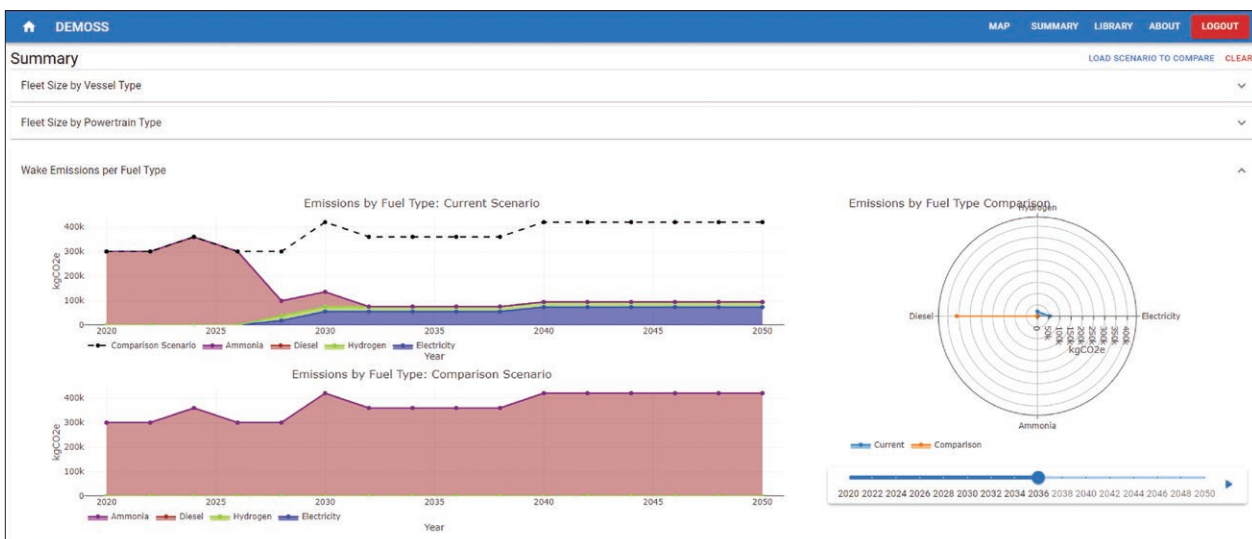 DEMOSS
MAP SUMMARY LIBRARY ABOUT LOGOUT
Summary
LOAD SCENARIO TO COMPARE CLEAR
Fleet Size by Vessel Type
Fleet Size by Powertrain Type
Wake Emissions per Fuel Type
Emissions by Fuel Type: Current Scenario
400k
300k
200k
100k
0
kgCO2e
2020 2025 2030 2035 2040 2045 2050
Comparison Scenario Ammonia Diesel Hydrogen Electricity
Year
Emissions by Fuel Type: Comparison Scenario
400k
300k
200k
100k
0
kgCO2e
2020 2025 2030 2035 2040 2045 2050
Ammonia Diesel Hydrogen Electricity
Year
Emissions by Fuel Type Comparison
Hydrogen
Diesel
Electricity
0 50k 100k 150k 200k 250k 300k 350k 400k
kgCO2e
Ammonia
Current Comparison
2020 2022 2024 2026 2028 2030 2032 2034 2036 2038 2040 2042 2044 2046 2048 2050